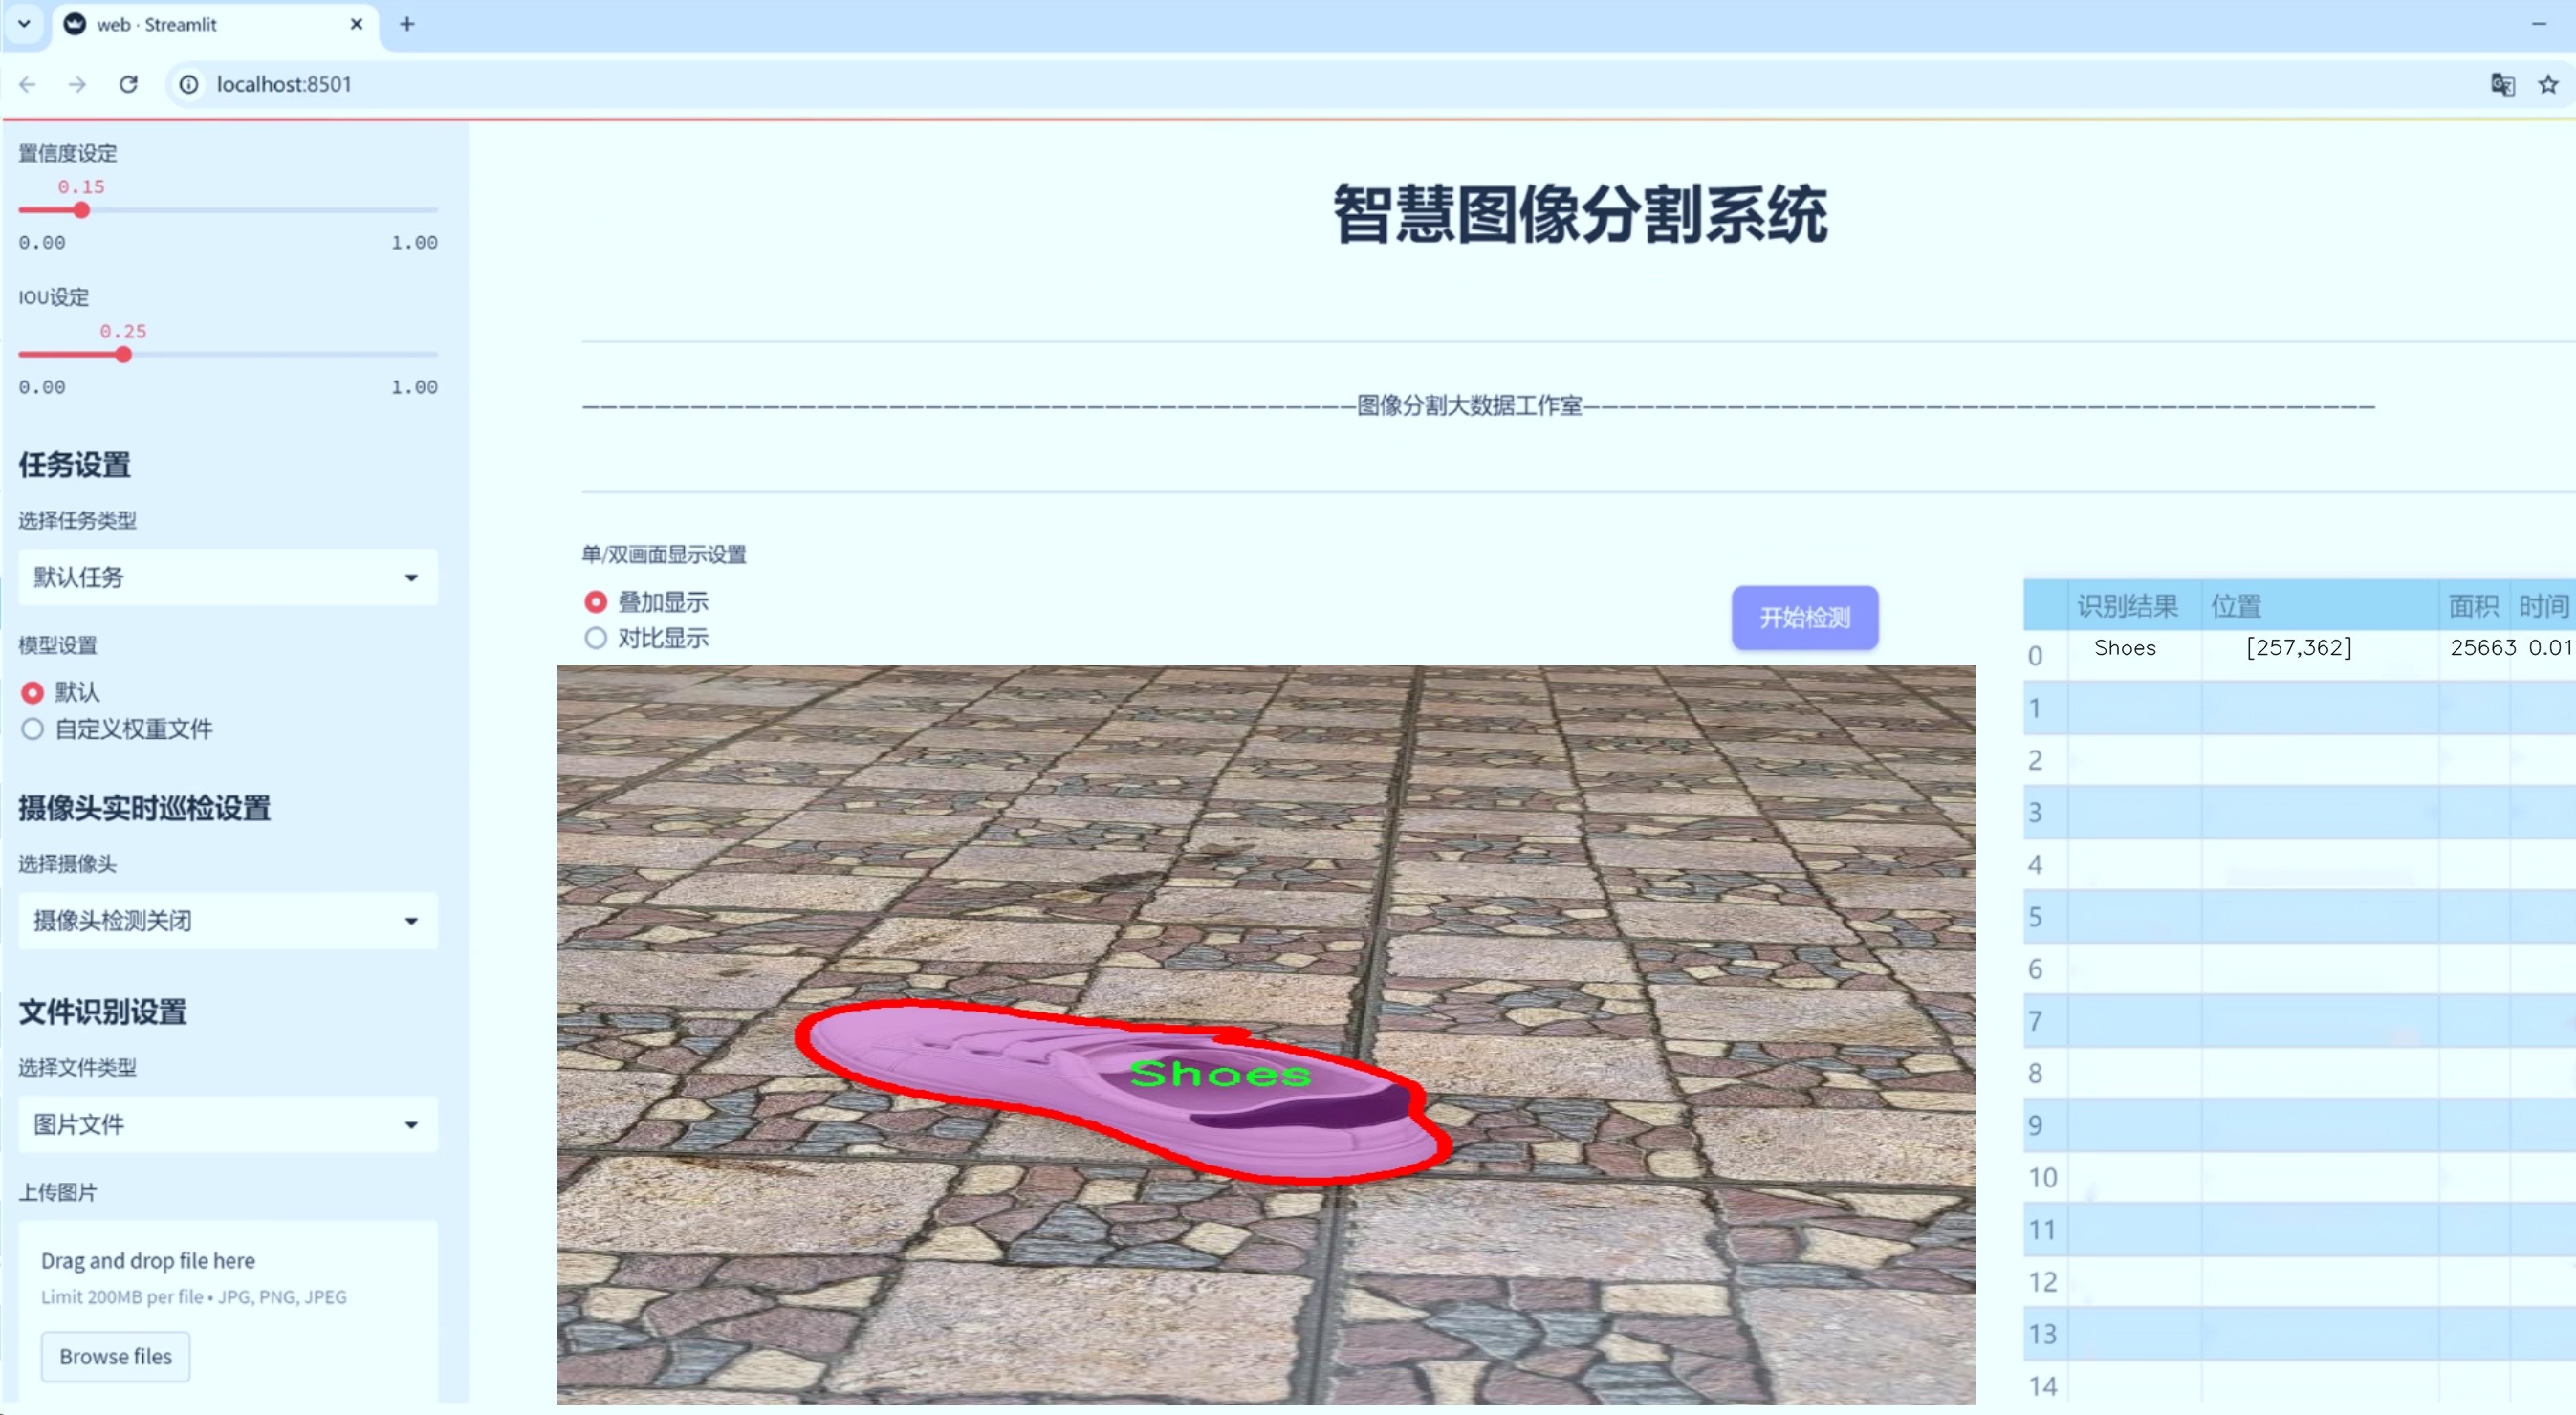 web · Streamlit
localhost:8501
置信度设定
0.15
0.00 1.00
IOU设定
0.25
0.00 1.00
任务设置
选择任务类型
默认任务
模型设置
默认
自定义权重文件
摄像头实时巡检设置
选择摄像头
摄像头检测关闭
文件识别设置
选择文件类型
图片文件
上传图片
Drag and drop file here
Limit 200MB per file • JPG, PNG, JPEG
Browse files
智慧图像分割系统
图像分割大数据工作室
单/双画面显示设置
叠加显示
对比显示
开始检测
Shoes
识别结果 位置 面积 时间
0 Shoes [257,362] 25663 0.01
1
2
3
4
5
6
7
8
9
10
11
12
13
14